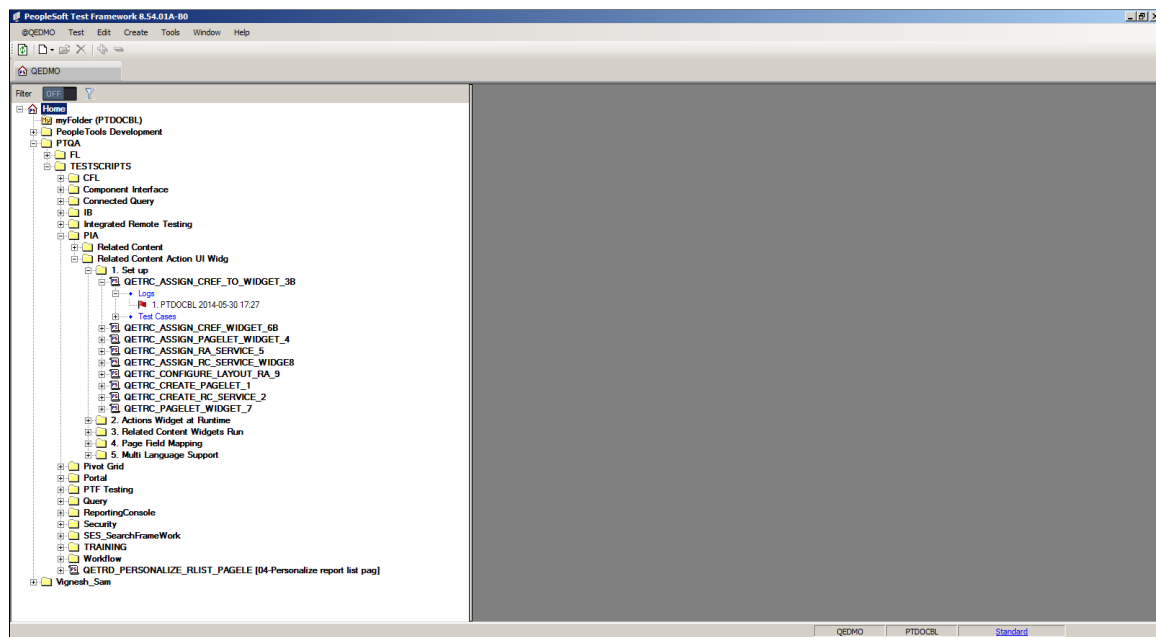 PeopleSoft Test Framework 8.54.01A-B0
@QEDMO Test Edit Create Tools Window Help
QEDMO
Filter OFF
Home
myFolder (PTDOCBL)
PeopleTools Development
PTQA
FL
TESTSCRIPTS
CFL
Component Interface
Connected Query
IB
Integrated Remote Testing
PIA
Related Content
Related Content Action UI Widg
1. Set up
QETRC_ASSIGN_CREF_TO_WIDGET_3B
Logs
1. PTDOCBL 2014-05-30 17:27
Test Cases
QETRC_ASSIGN_CREF_WIDGET_6B
QETRC_ASSIGN_PAGELET_WIDGET_4
QETRC_ASSIGN_RA_SERVICE_5
QETRC_ASSIGN_RC_SERVICE_WIDGE8
QETRC_CONFIGURE_LAYOUT_RA_9
QETRC_CREATE_PAGELET_1
QETRC_CREATE_RC_SERVICE_2
QETRC_PAGELET_WIDGET_7
2. Actions Widget at Runtime
3. Related Content Widgets Run
4. Page Field Mapping
5. Multi Language Support
Pivot Grid
Portal
PTF Testing
Query
ReportingConsole
Security
SES_SearchFrameWork
TRAINING
Workflow
QETRD_PERSONALIZE_RLIST_PAGELE [04-Personalize report list pag]
Vignesh_Sam
QEDMO PTDOCBL Standard